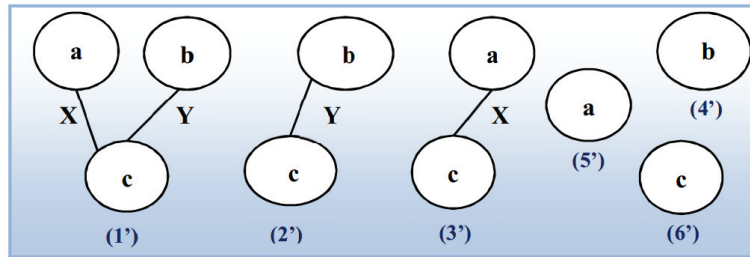 a b b a b
X Y Y X a (4')
(5')
c c c c
(1') (2') (3') (6')